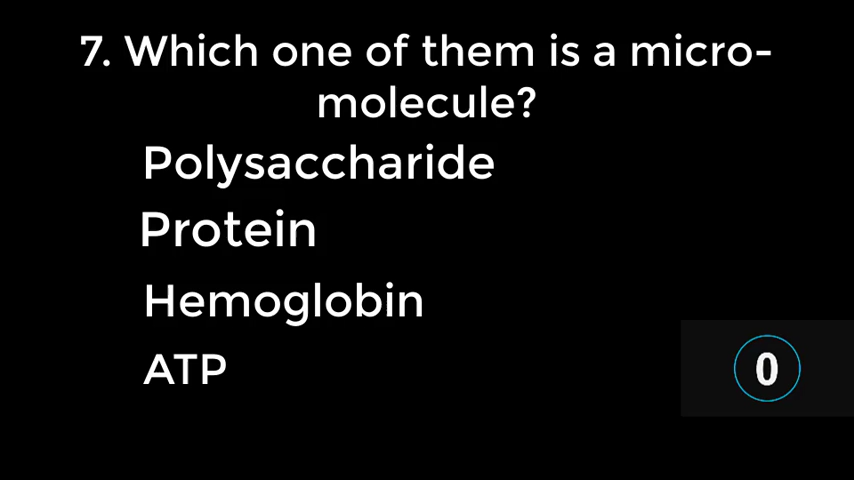 7. Which one of them is a micro-
molecule?
Polysaccharide
Protein
Hemoglobin
ATP
0